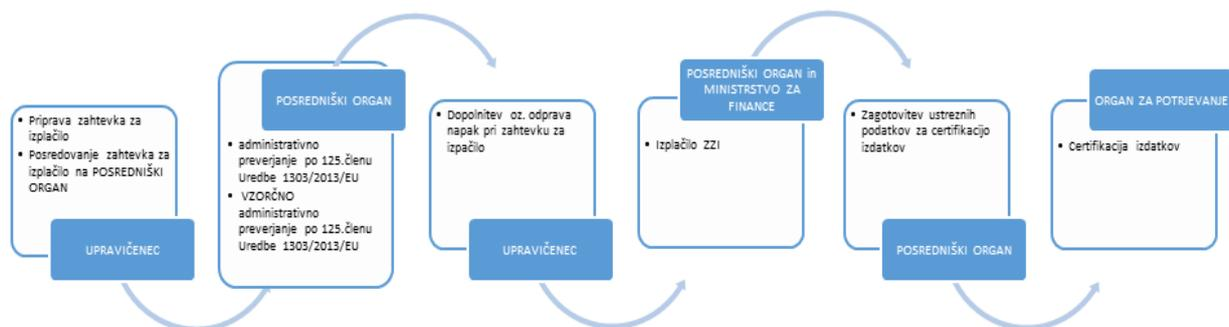 • Priprava zahtevka za
izplačilo
• Posredovanje zahtevka za
izplačilo na POSREDNIŠKI
ORGAN
UPRAVIČENEC
POSREDNIŠKI ORGAN
• administrativno
preverjanje po 125.členu
Uredbe 1303/2013/EU
• VZORČNO
administrativno
preverjanje po 125.členu
Uredbe 1303/2013/EU
• Dopolnitev oz. odprava
napak pri zahtevku za
izpačilo
UPRAVIČENEC
POSREDNIŠKI ORGAN in
MINISTRSTVO ZA
FINANCE
• Izplačilo ZZI
• Zagotovitev ustreznih
podatkov za certifikacijo
izdatkov
POSREDNIŠKI ORGAN
ORGAN ZA POTRJEVANJE
• Certifikacija izdatkov